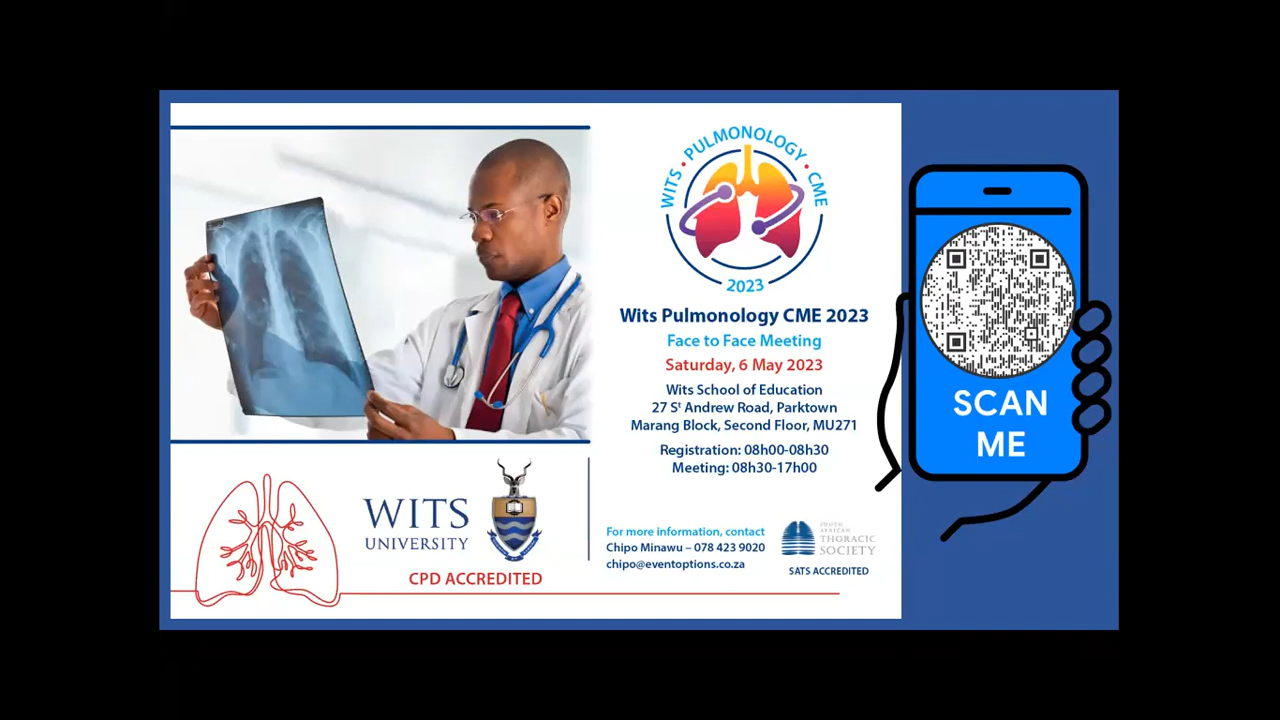 WITS • PULMONOLOGY • CME
2023
Wits Pulmonology CME 2023
Face to Face Meeting
Saturday, 6 May 2023
Wits School of Education
27 Sᵗ Andrew Road, Parktown
Marang Block, Second Floor, MU271
Registration: 08h00-08h30
Meeting: 08h30-17h00
WITS
UNIVERSITY
CPD ACCREDITED
For more information, contact
Chipo Minawu – 078 423 9020
chipo@eventoptions.co.za
SOUTH
AFRICAN
THORACIC
SOCIETY
SATS ACCREDITED
SCAN
ME